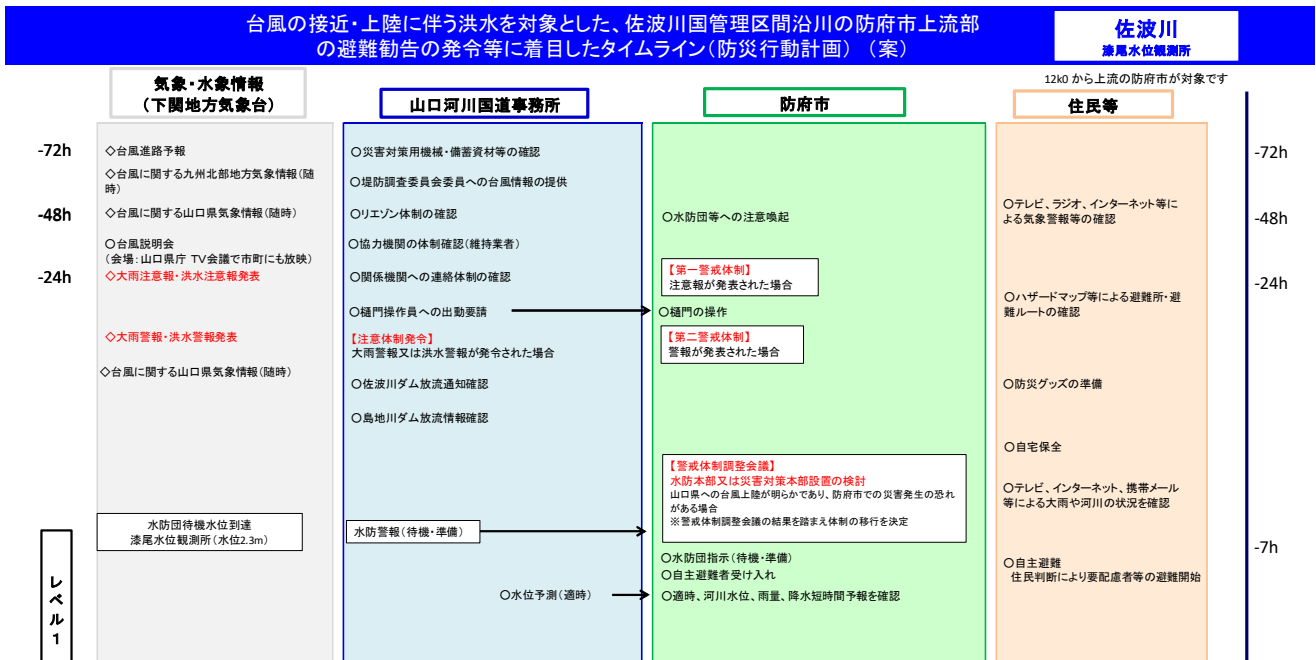 台風の接近・上陸に伴う洪水を対象とした、佐波川国管理区間沿川の防府市上流部
の避難勧告の発令等に着目したタイムライン(防災行動計画) (案)
佐波川
漆尾水位観測所
12k0 から上流の防府市が対象です
気象・水象情報
(下関地方気象台)
山口河川国道事務所
防府市
住民等
-72h
◇台風進路予報
◇台風に関する九州北部地方気象情報(随
時)
-48h
◇台風に関する山口県気象情報(随時)
○台風説明会
(会場:山口県庁 TV会議で市町にも放映)
-24h
◇大雨注意報・洪水注意報発表
◇大雨警報・洪水警報発表
◇台風に関する山口県気象情報(随時)
水防団待機水位到達
漆尾水位観測所(水位2.3m)
レベル1
○災害対策用機械・備蓄資材等の確認
○堤防調査委員会委員への台風情報の提供
○リエゾン体制の確認
○協力機関の体制確認(維持業者)
○関係機関への連絡体制の確認
○樋門操作員への出動要請
【注意体制発令】
大雨警報又は洪水警報が発令された場合
○佐波川ダム放流通知確認
○島地川ダム放流情報確認
水防警報(待機・準備)
○水位予測(適時)
○水防団等への注意喚起
【第一警戒体制】
注意報が発表された場合
○樋門の操作
【第二警戒体制】
警報が発表された場合
【警戒体制調整会議】
水防本部又は災害対策本部設置の検討
山口県への台風上陸が明らかであり、防府市での災害発生の恐れ
がある場合
※警戒体制調整会議の結果を踏まえ体制の移行を決定
○水防団指示(待機・準備)
○自主避難者受け入れ
○適時、河川水位、雨量、降水短時間予報を確認
○テレビ、ラジオ、インターネット等に
よる気象警報等の確認
○ハザードマップ等による避難所・避
難ルートの確認
○防災グッズの準備
○自宅保全
○テレビ、インターネット、携帯メール
等による大雨や河川の状況を確認
○自主避難
住民判断により要配慮者等の避難開始
-72h
-48h
-24h
-7h